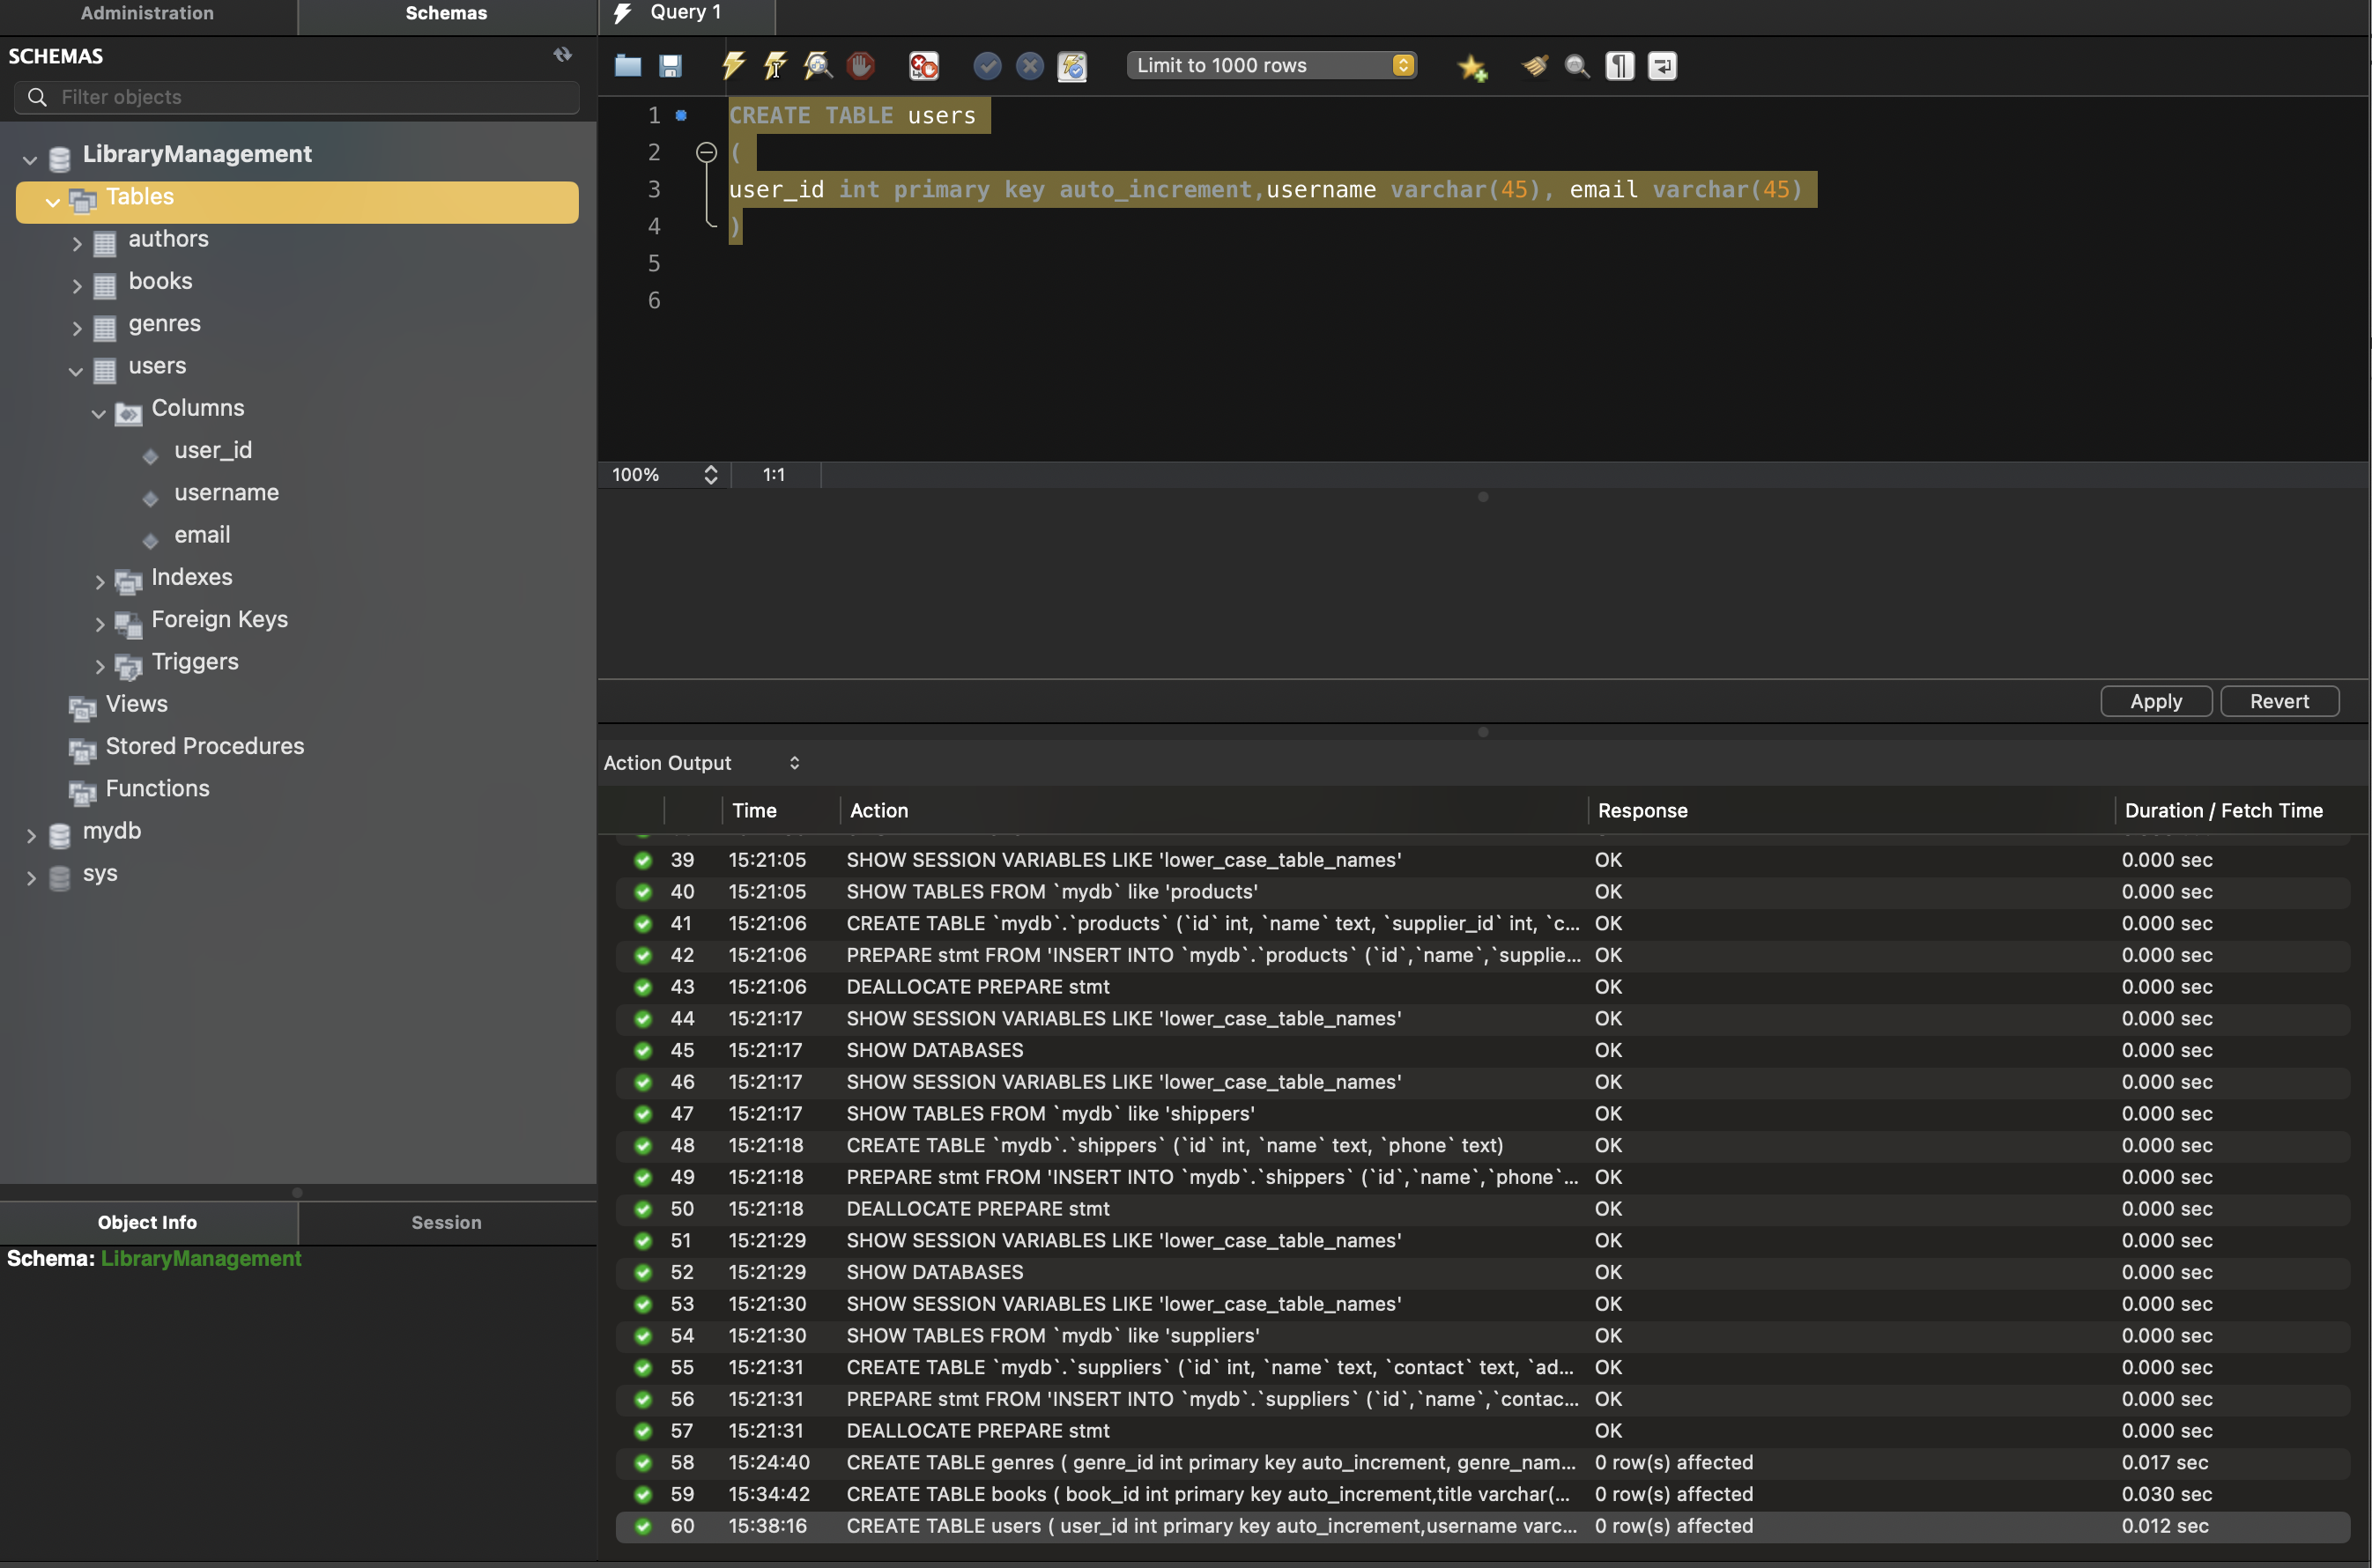 Administration
Schemas
Query 1
SCHEMAS
Filter objects
LibraryManagement
Tables
authors
books
genres
users
Columns
user_id
username
email
Indexes
Foreign Keys
Triggers
Views
Stored Procedures
Functions
mydb
sys
Object Info
Session
Schema: LibraryManagement
Limit to 1000 rows
1 CREATE TABLE users
2 (
3 user_id int primary key auto_increment,username varchar(45), email varchar(45)
4 )
5
6
100% 1:1
Apply Revert
Action Output
Time Action Response Duration / Fetch Time
39 15:21:05 SHOW SESSION VARIABLES LIKE 'lower_case_table_names' OK 0.000 sec
40 15:21:05 SHOW TABLES FROM `mydb` like 'products' OK 0.000 sec
41 15:21:06 CREATE TABLE `mydb`.`products` (`id` int, `name` text, `supplier_id` int, `c... OK 0.000 sec
42 15:21:06 PREPARE stmt FROM 'INSERT INTO `mydb`.`products` (`id`,`name`,`supplie... OK 0.000 sec
43 15:21:06 DEALLOCATE PREPARE stmt OK 0.000 sec
44 15:21:17 SHOW SESSION VARIABLES LIKE 'lower_case_table_names' OK 0.000 sec
45 15:21:17 SHOW DATABASES OK 0.000 sec
46 15:21:17 SHOW SESSION VARIABLES LIKE 'lower_case_table_names' OK 0.000 sec
47 15:21:17 SHOW TABLES FROM `mydb` like 'shippers' OK 0.000 sec
48 15:21:18 CREATE TABLE `mydb`.`shippers` (`id` int, `name` text, `phone` text) OK 0.000 sec
49 15:21:18 PREPARE stmt FROM 'INSERT INTO `mydb`.`shippers` (`id`,`name`,`phone`... OK 0.000 sec
50 15:21:18 DEALLOCATE PREPARE stmt OK 0.000 sec
51 15:21:29 SHOW SESSION VARIABLES LIKE 'lower_case_table_names' OK 0.000 sec
52 15:21:29 SHOW DATABASES OK 0.000 sec
53 15:21:30 SHOW SESSION VARIABLES LIKE 'lower_case_table_names' OK 0.000 sec
54 15:21:30 SHOW TABLES FROM `mydb` like 'suppliers' OK 0.000 sec
55 15:21:31 CREATE TABLE `mydb`.`suppliers` (`id` int, `name` text, `contact` text, `ad... OK 0.000 sec
56 15:21:31 PREPARE stmt FROM 'INSERT INTO `mydb`.`suppliers` (`id`,`name`,`contac... OK 0.000 sec
57 15:21:31 DEALLOCATE PREPARE stmt OK 0.000 sec
58 15:24:40 CREATE TABLE genres ( genre_id int primary key auto_increment, genre_nam... 0 row(s) affected 0.017 sec
59 15:34:42 CREATE TABLE books ( book_id int primary key auto_increment,title varchar(... 0 row(s) affected 0.030 sec
60 15:38:16 CREATE TABLE users ( user_id int primary key auto_increment,username varc... 0 row(s) affected 0.012 sec